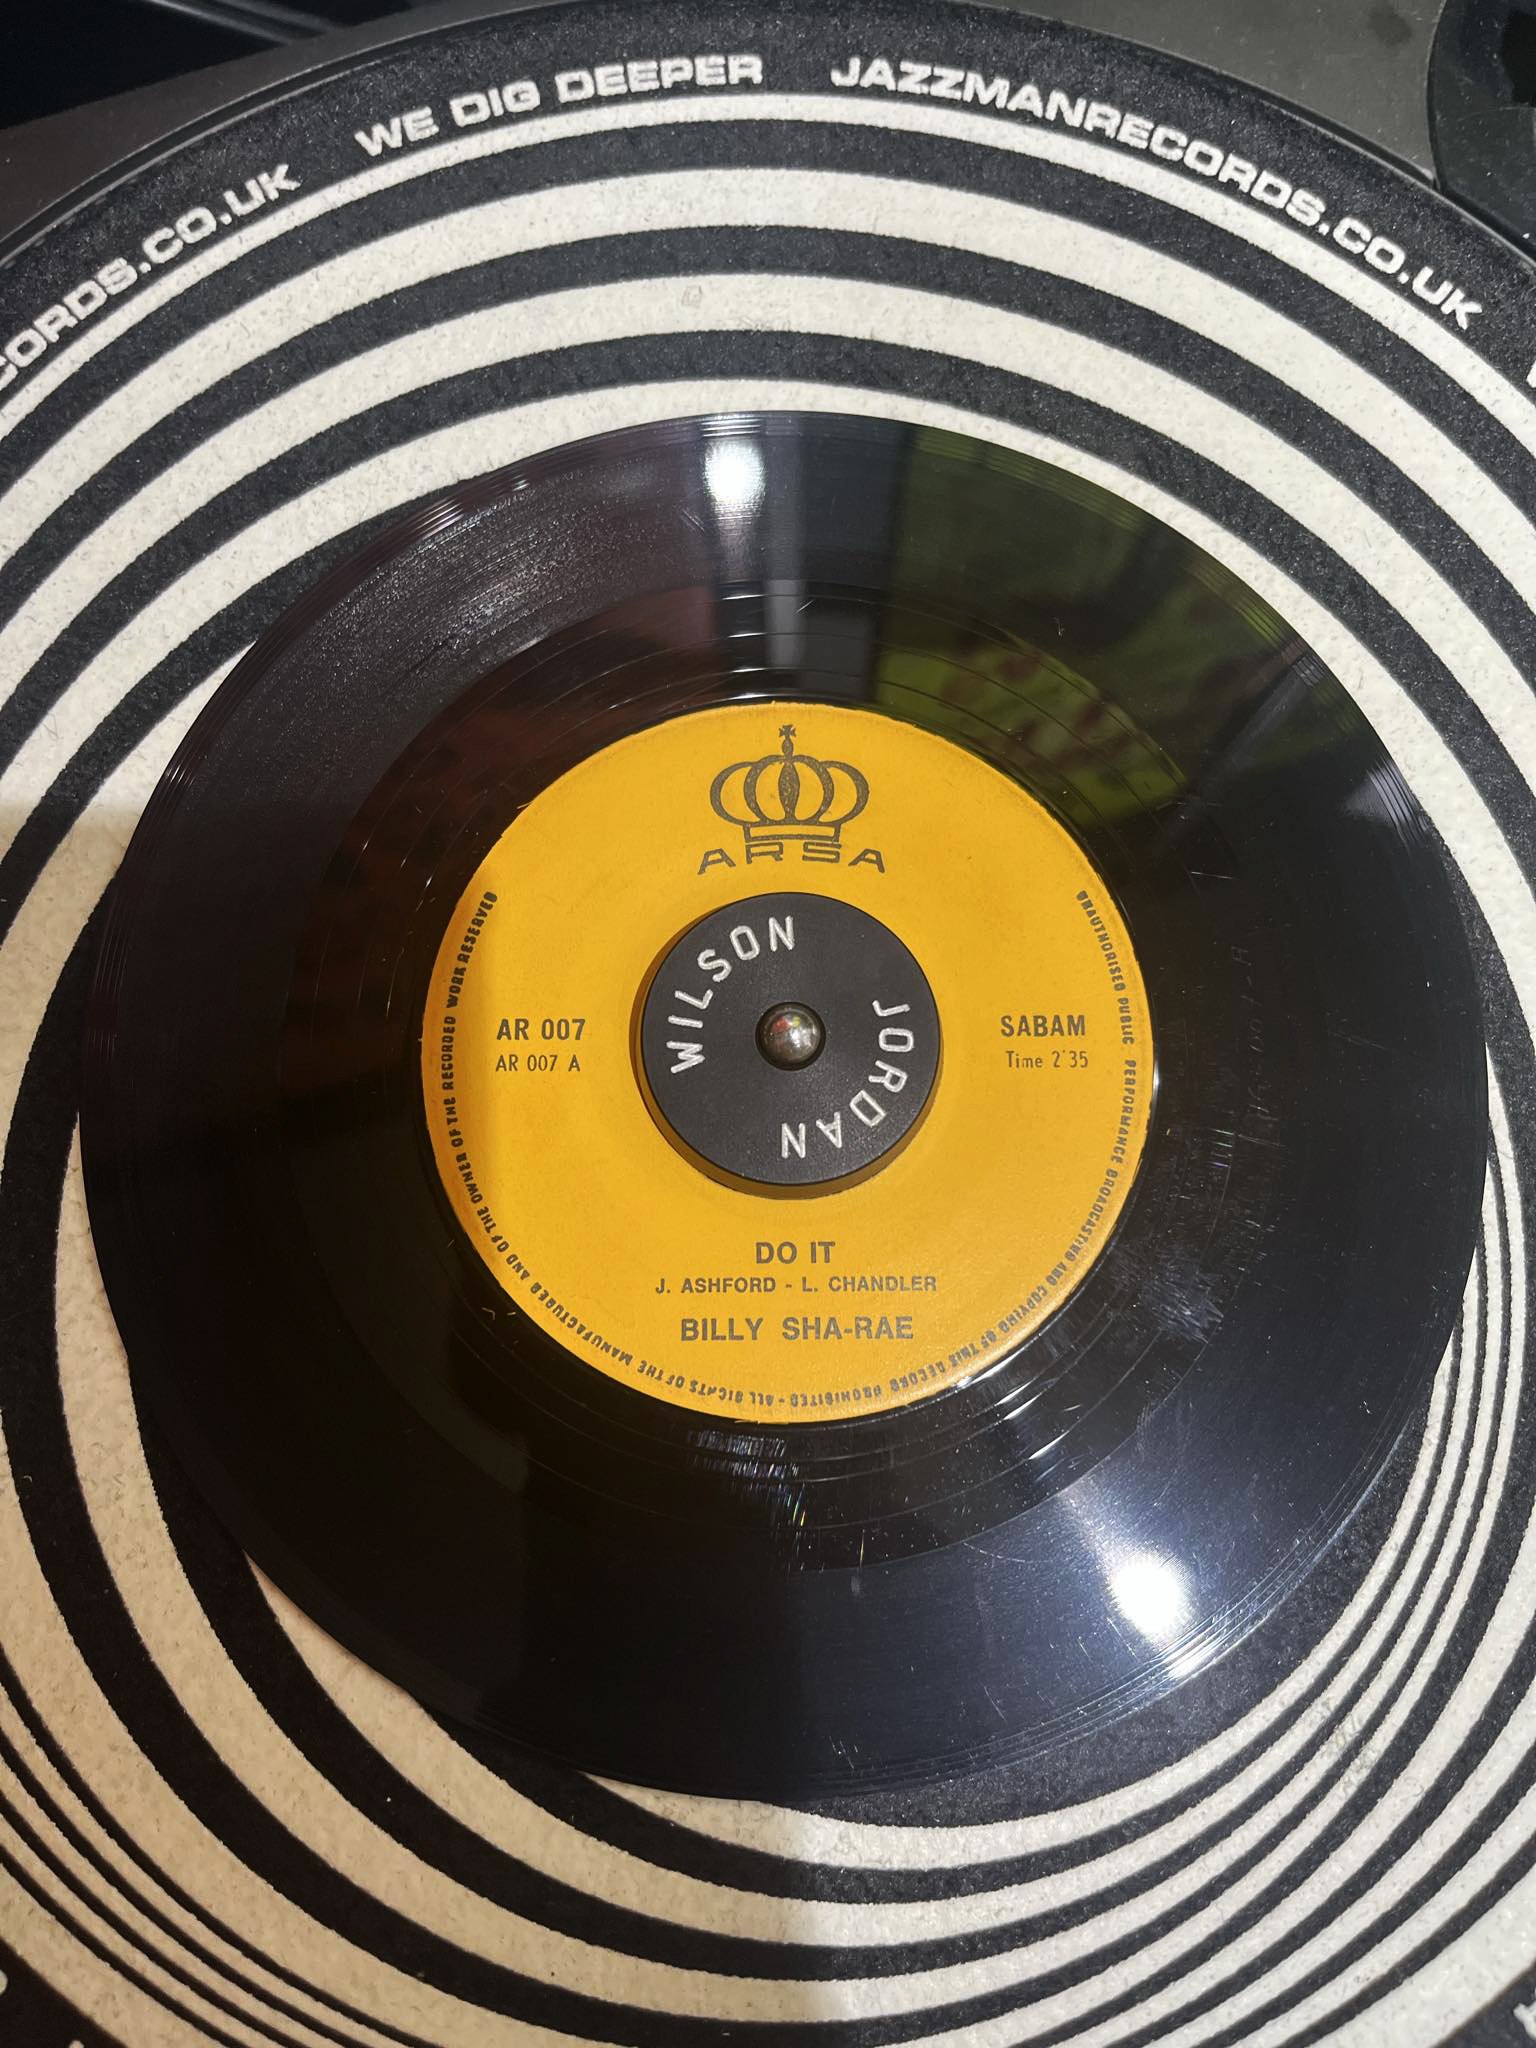 CORDS.CO.UK
WE DIG DEEPER
JAZZMANRECORDS.CO.UK
ARSA
WILSON
JORDAN
AR 007
AR 007 A
SABAM
Time 2'35
DO IT
J. ASHFORD - L. CHANDLER
BILLY SHA-RAE
ALL RIGHTS OF THE MANUFACTURER AND OF THE OWNER OF THE RECORDED WORK RESERVED
UNAUTHORISED PUBLIC PERFORMANCE BROADCASTING AND COPYING OF THIS RECORD PROHIBITED -